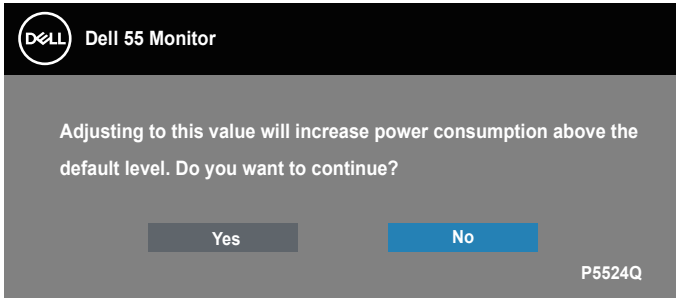 DELL Dell 55 Monitor
Adjusting to this value will increase power consumption above the
default level. Do you want to continue?
Yes No
P5524Q